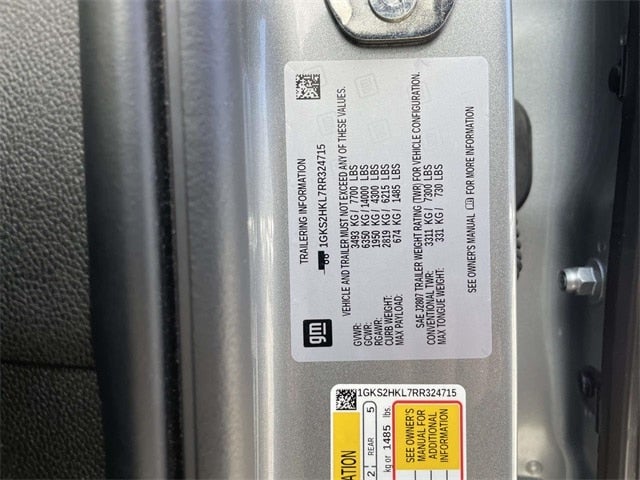 TRAILERING INFORMATION
1GKS2HKL7RR324715
VEHICLE AND TRAILER MUST NOT EXCEED ANY OF THESE VALUES.
GVWR: 3493 KG / 7700 LBS
GCWR: 6350 KG / 14000 LBS
RGAWR: 1950 KG / 4300 LBS
CURB WEIGHT: 2819 KG / 6215 LBS
MAX PAYLOAD: 674 KG / 1485 LBS
SAE J2807 TRAILER WEIGHT RATING (TWR) FOR VEHICLE CONFIGURATION.
CONVENTIONAL TWR: 3311 KG / 7300 LBS
MAX TONGUE WEIGHT: 331 KG / 730 LBS
SEE OWNER'S MANUAL FOR MORE INFORMATION
gm
1GKS2HKL7RR324715
2 REAR 5
kg or 1485 lbs.
SEE OWNER'S
MANUAL FOR
ADDITIONAL
INFORMATION